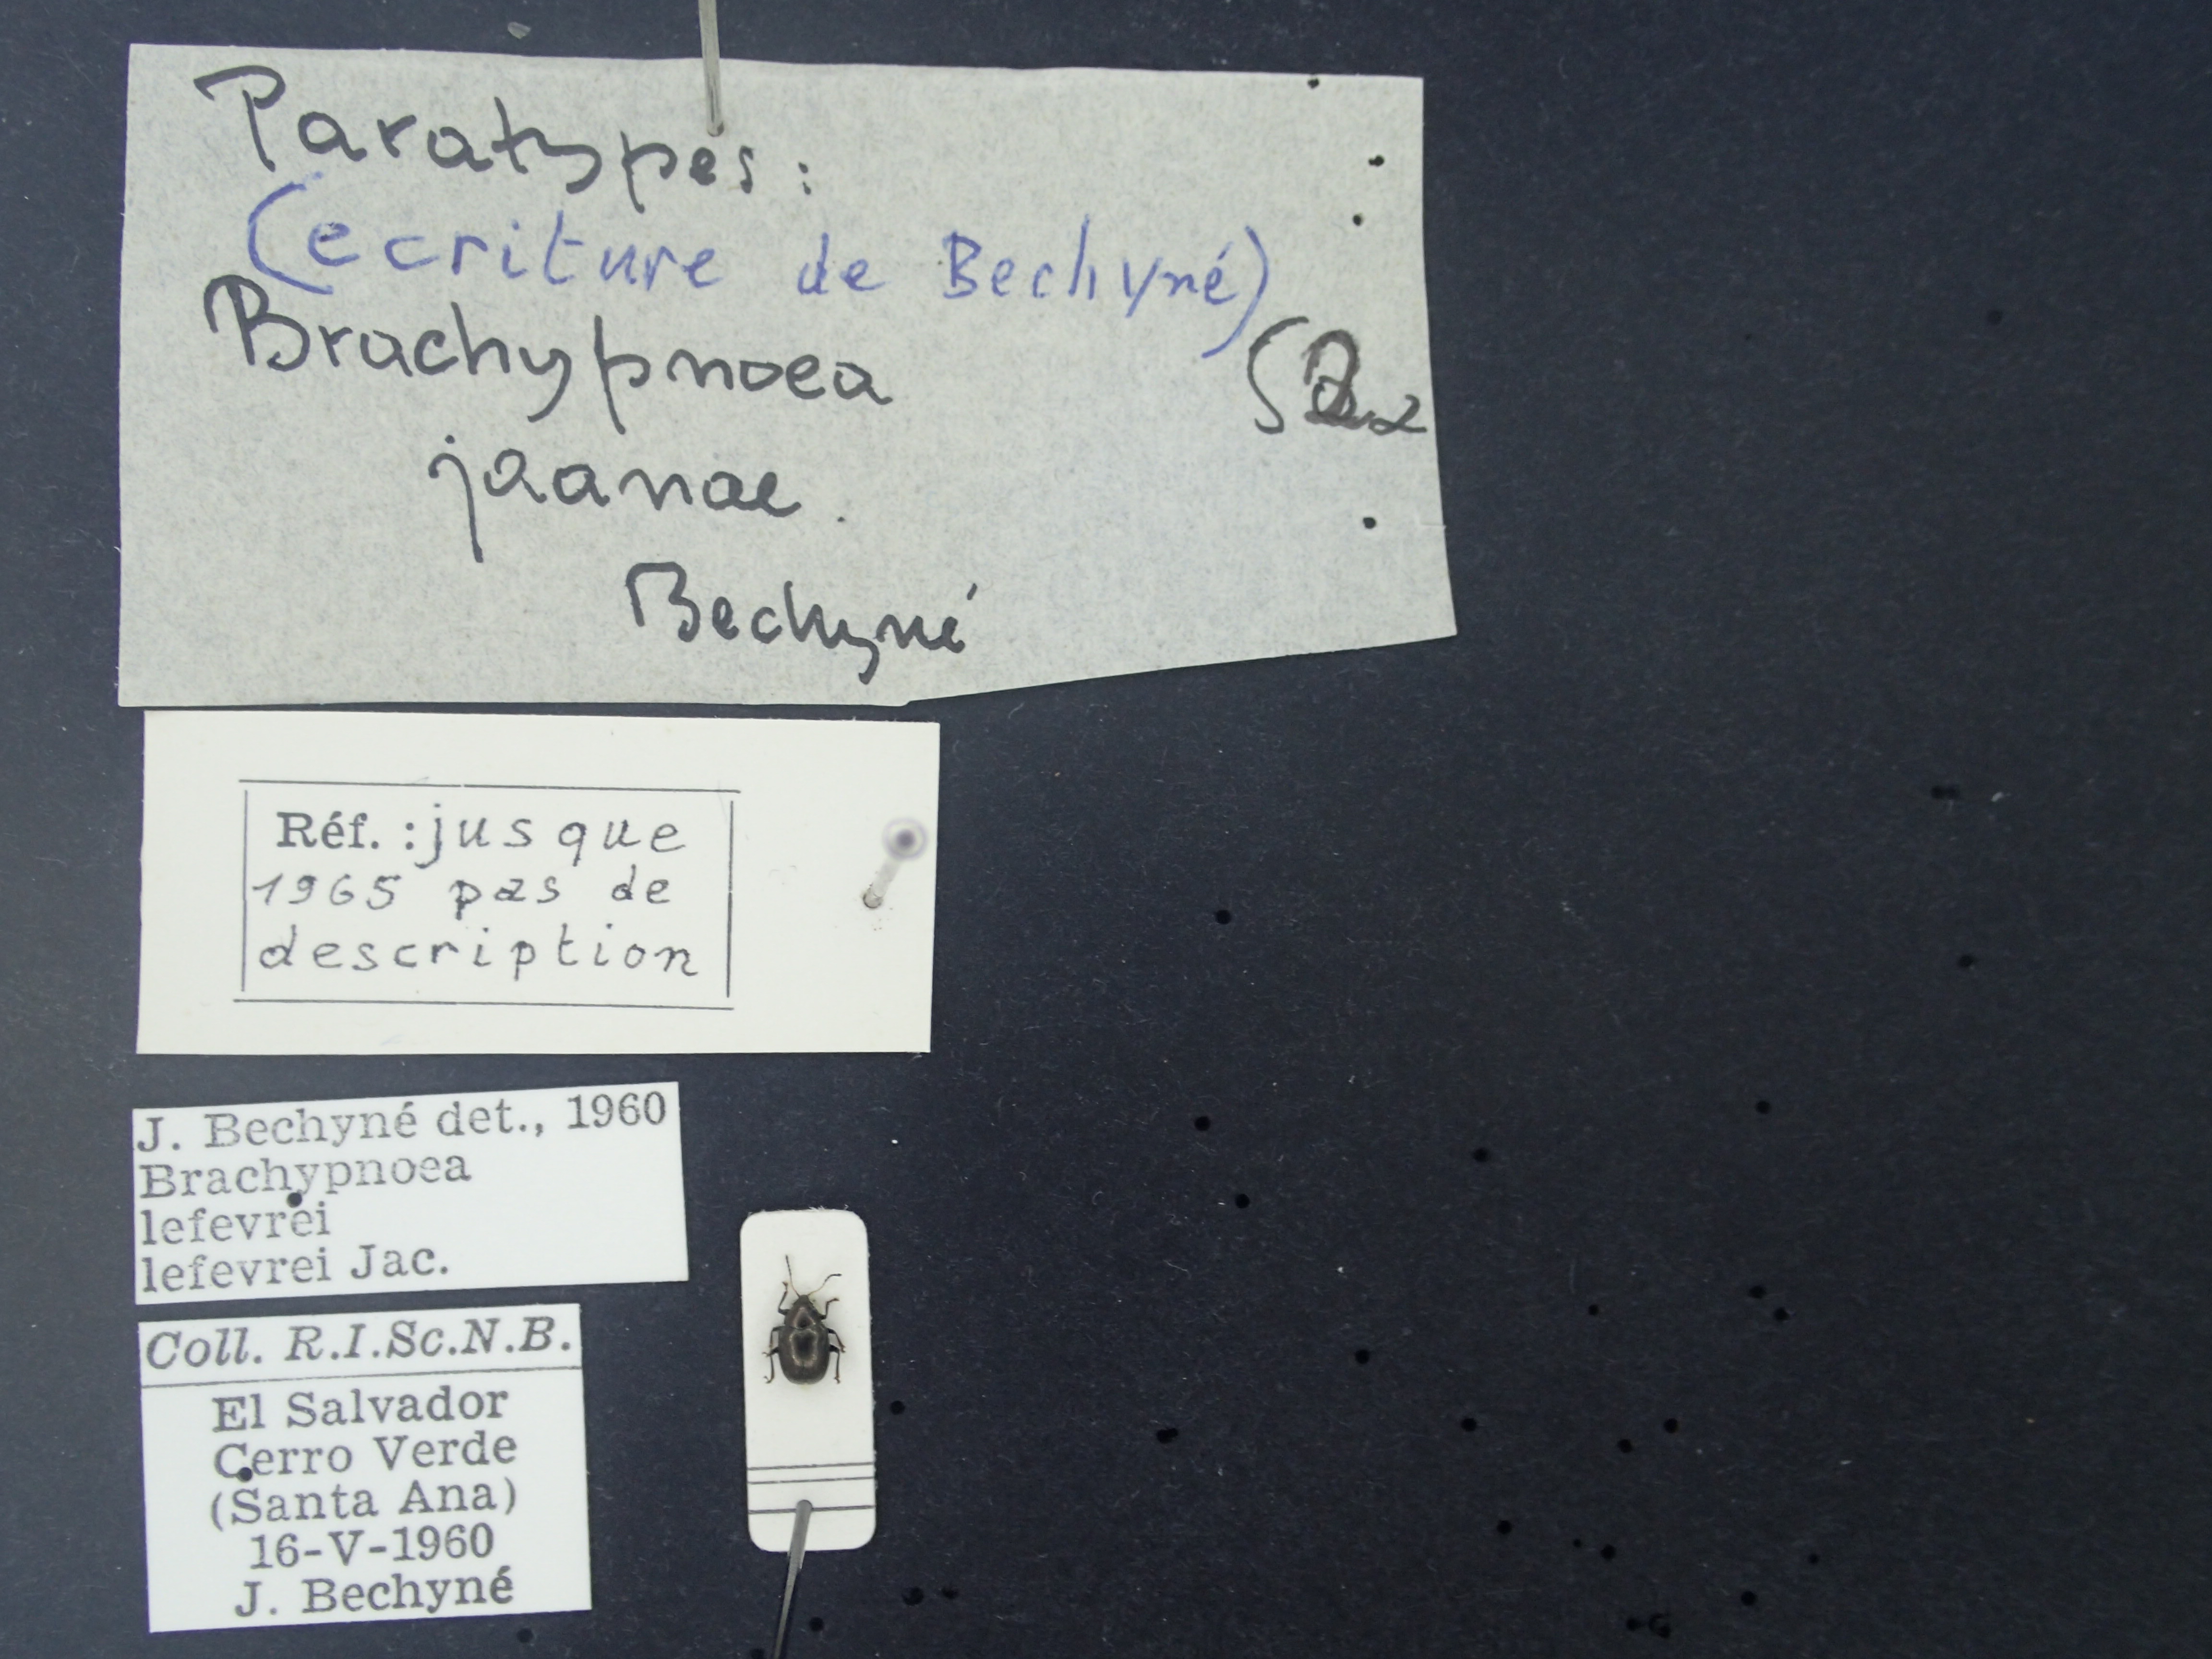 Paratypes:
(ecriture de Bechyné)
Brachypnoea
jaanae.
Bechyné
Réf. : jusque
1965 pas de
description
J. Bechyné det., 1960
Brachypnoea
lefevrei
lefevrei Jac.
Coll. R.I.Sc.N.B.
El Salvador
Cerro Verde
(Santa Ana)
16-V-1960
J. Bechyné